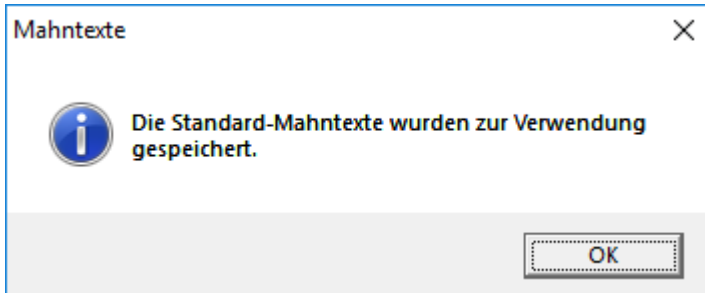 Mahntexte
Die Standard-Mahntexte wurden zur Verwendung
gespeichert.
OK